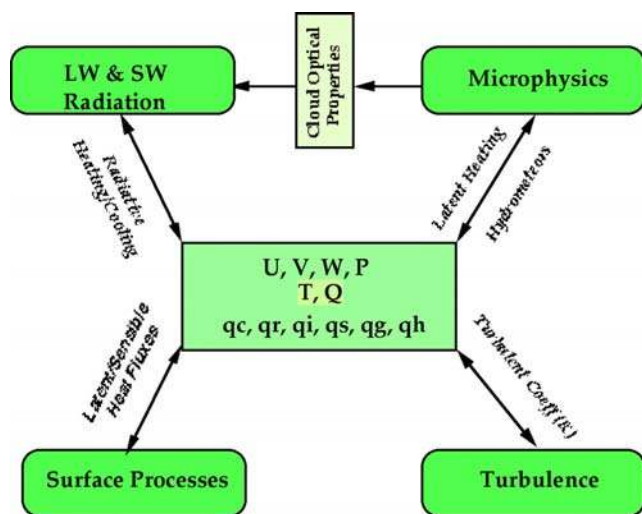 LW & SW
Radiation
Cloud Optical
Properties
Microphysics
Radiative
Heating/Cooling
Latent Heating
Hydrometeors
U, V, W, P
T, Q
qc, qr, qi, qs, qg, qh
Latent/Sensible
Heat Fluxes
Turbulent Coeff (K)
Surface Processes
Turbulence